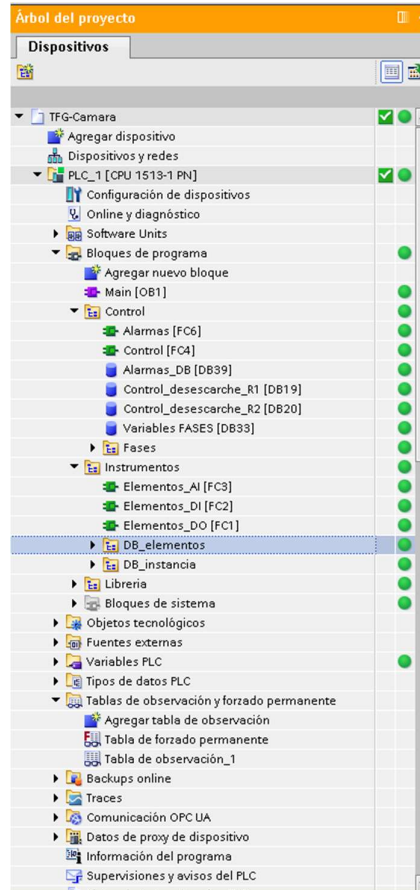 Árbol del proyecto
Dispositivos
TFG-Camara
Agregar dispositivo
Dispositivos y redes
PLC_1 [CPU 1513-1 PN]
Configuración de dispositivos
Online y diagnóstico
Software Units
Bloques de programa
Agregar nuevo bloque
Main [OB1]
Control
Alarmas [FC6]
Control [FC4]
Alarmas_DB [DB39]
Control_desescarche_R1 [DB19]
Control_desescarche_R2 [DB20]
Variables FASES [DB33]
Fases
Instrumentos
Elementos_AI [FC3]
Elementos_DI [FC2]
Elementos_DO [FC1]
DB_elementos
DB_instancia
Libreria
Bloques de sistema
Objetos tecnológicos
Fuentes externas
Variables PLC
Tipos de datos PLC
Tablas de observación y forzado permanente
Agregar tabla de observación
Tabla de forzado permanente
Tabla de observación_1
Backups online
Traces
Comunicación OPC UA
Datos de proxy de dispositivo
Información del programa
Supervisiones y avisos del PLC